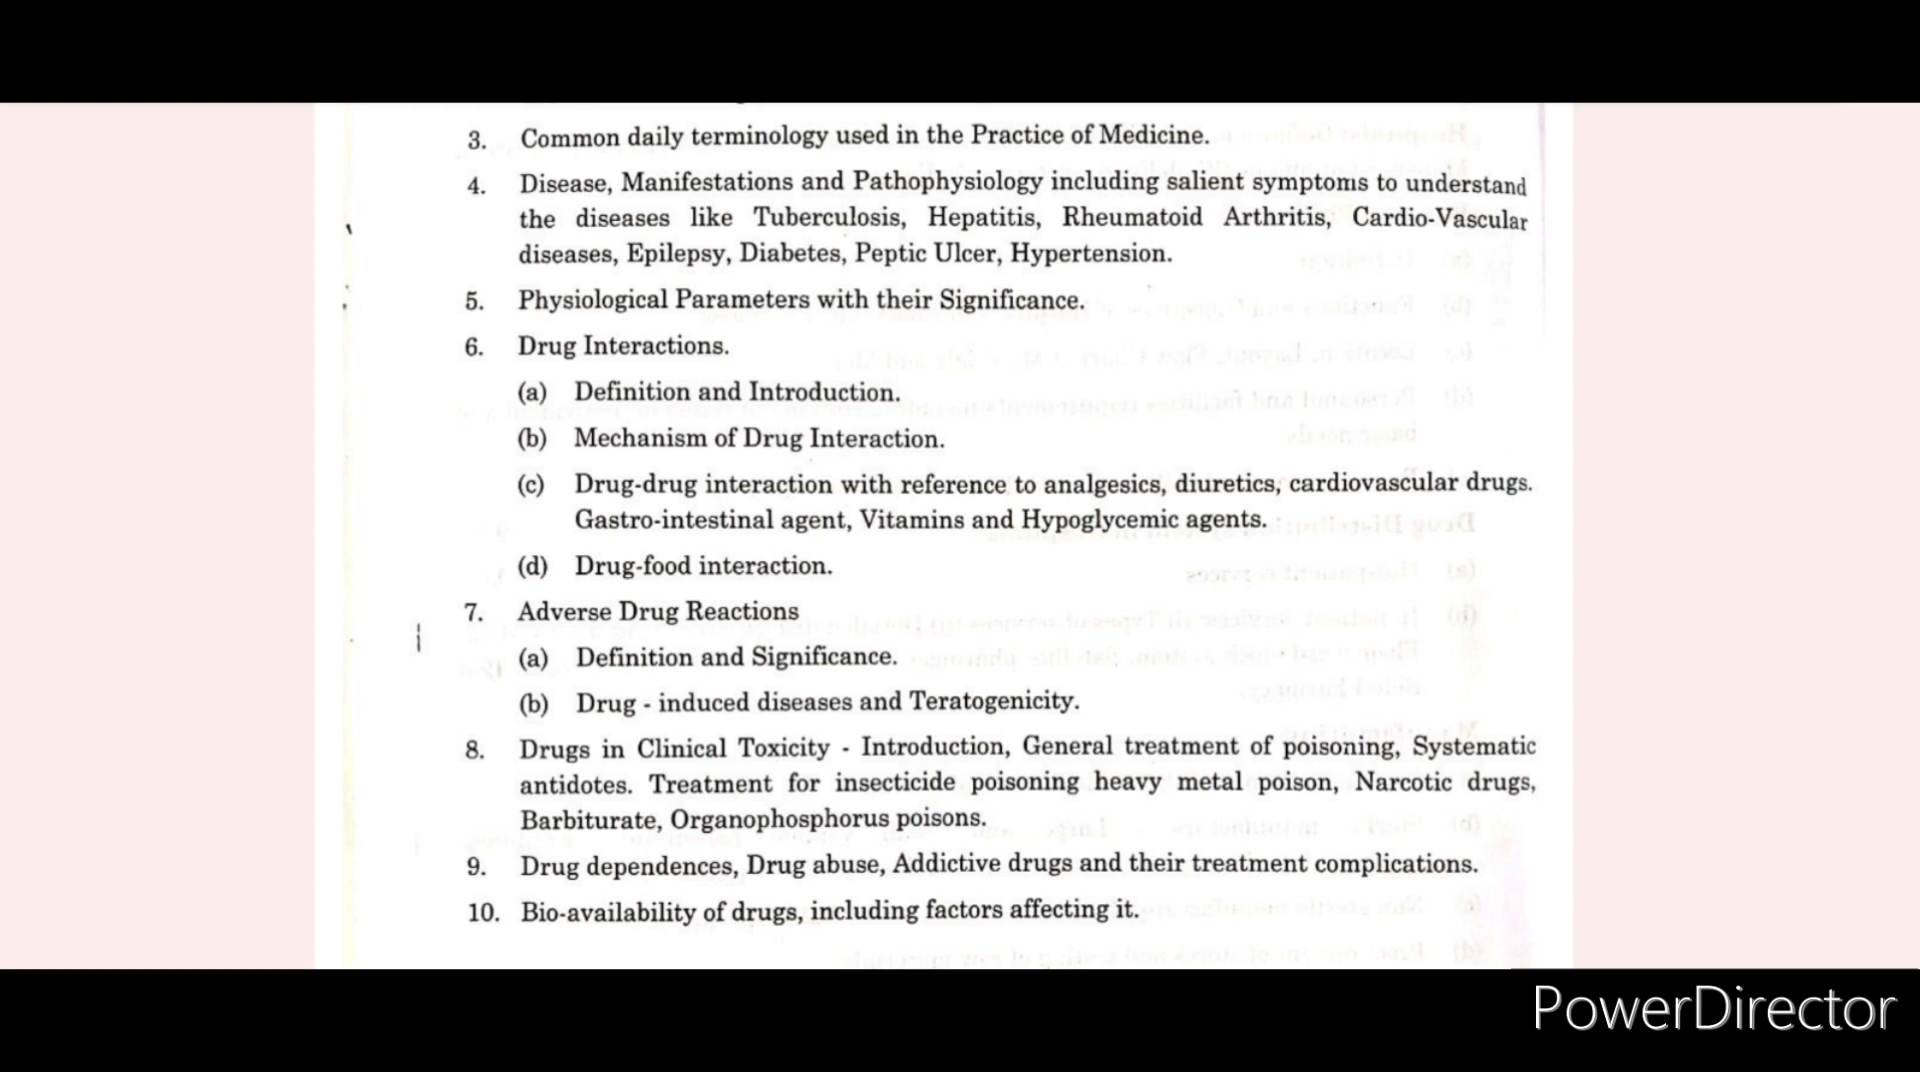 3. Common daily terminology used in the Practice of Medicine.
4. Disease, Manifestations and Pathophysiology including salient symptoms to understand
the diseases like Tuberculosis, Hepatitis, Rheumatoid Arthritis, Cardio-Vascular
diseases, Epilepsy, Diabetes, Peptic Ulcer, Hypertension.
5. Physiological Parameters with their Significance.
6. Drug Interactions.
(a) Definition and Introduction.
(b) Mechanism of Drug Interaction.
(c) Drug-drug interaction with reference to analgesics, diuretics, cardiovascular drugs.
Gastro-intestinal agent, Vitamins and Hypoglycemic agents.
(d) Drug-food interaction.
7. Adverse Drug Reactions
(a) Definition and Significance.
(b) Drug - induced diseases and Teratogenicity.
8. Drugs in Clinical Toxicity - Introduction, General treatment of poisoning, Systematic
antidotes. Treatment for insecticide poisoning heavy metal poison, Narcotic drugs,
Barbiturate, Organophosphorus poisons.
9. Drug dependences, Drug abuse, Addictive drugs and their treatment complications.
10. Bio-availability of drugs, including factors affecting it.
PowerDirector